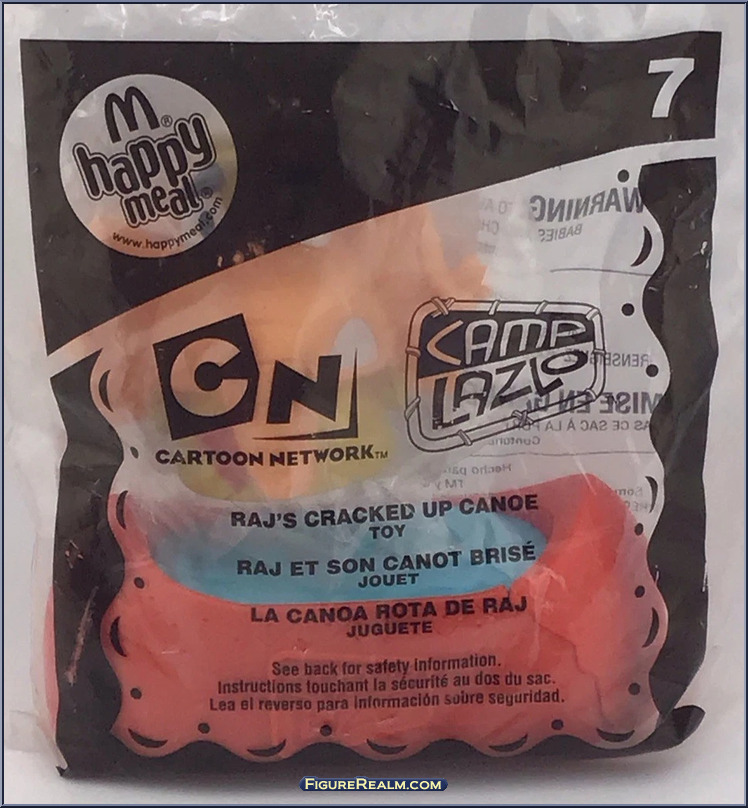 7
M®
happy
meal®
www.happymeal.com
WARNING
BABIES
CN
CARTOON NETWORK™
CAMP
LAZLO
RAJ'S CRACKED UP CANOE
TOY
RAJ ET SON CANOT BRISÉ
JOUET
LA CANOA ROTA DE RAJ
JUGUETE
See back for safety information.
Instructions touchant la sécurité au dos du sac.
Lea el reverso para información sobre seguridad.
FigureRealm.com